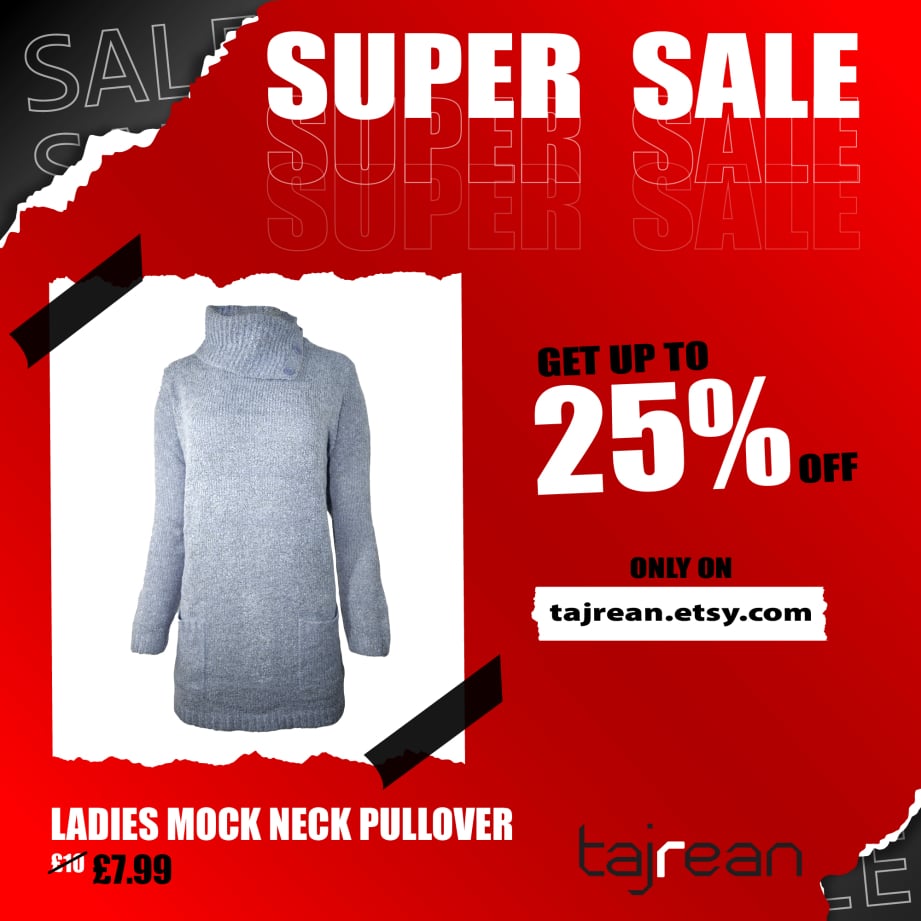 SALE
SUPER SALE
SUPER SALE
SUPER SALE
GET UP TO
25% OFF
ONLY ON
tajrean.etsy.com
LADIES MOCK NECK PULLOVER
£10 £7.99
tajrean